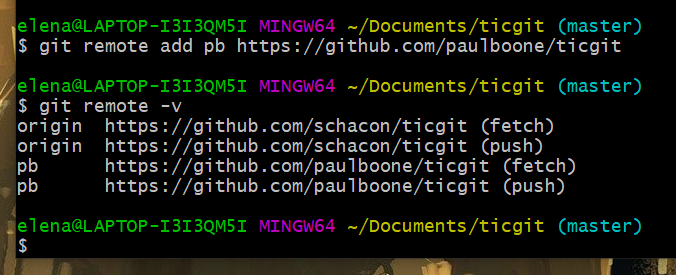 elena@LAPTOP-I3I3QM5I MINGW64 ~/Documents/ticgit (master)
$ git remote add pb https://github.com/paulboone/ticgit
elena@LAPTOP-I3I3QM5I MINGW64 ~/Documents/ticgit (master)
$ git remote -v
origin  https://github.com/schacon/ticgit (fetch)
origin  https://github.com/schacon/ticgit (push)
pb      https://github.com/paulboone/ticgit (fetch)
pb      https://github.com/paulboone/ticgit (push)
elena@LAPTOP-I3I3QM5I MINGW64 ~/Documents/ticgit (master)
$